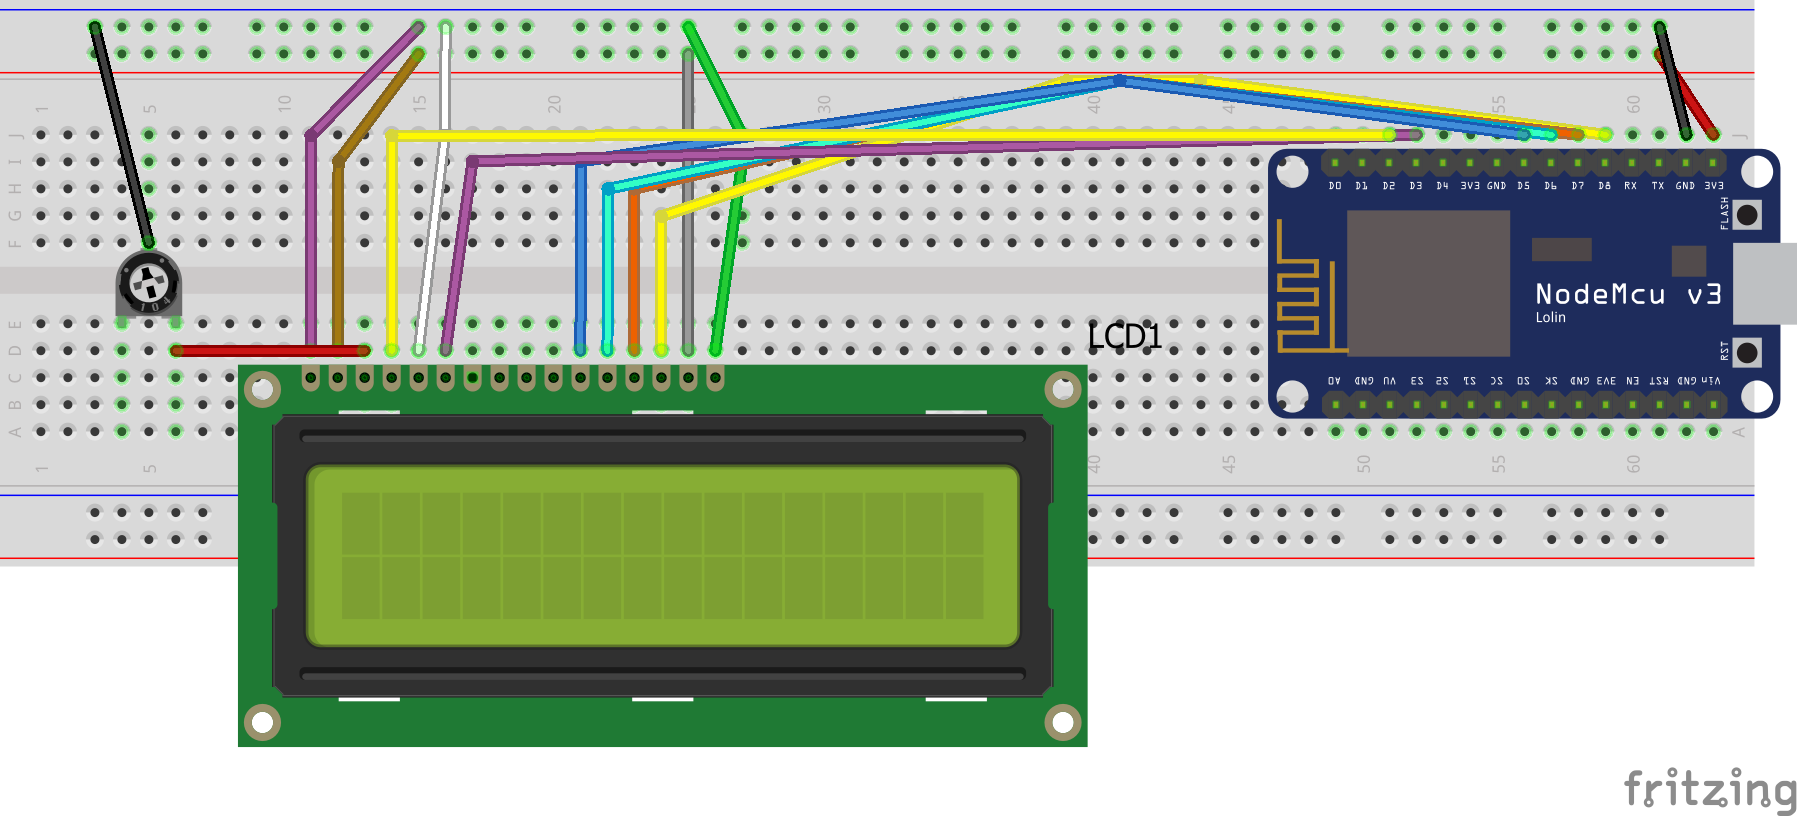 1 5 10 15 20 30 40 45 50 55 60
J J
I
H
G
F
E
D
C
B
A A
1 5 40 45 50 55 60
104
D0 D1 D2 D3 D4 3V3 GND D5 D6 D7 D8 RX TX GND 3V3
FLASH
NodeMcu v3
Lolin
RST
A0 GND VU S3 S2 S1 SC S0 SK GND 3V3 EN RST GND Vin
LCD1
fritzing